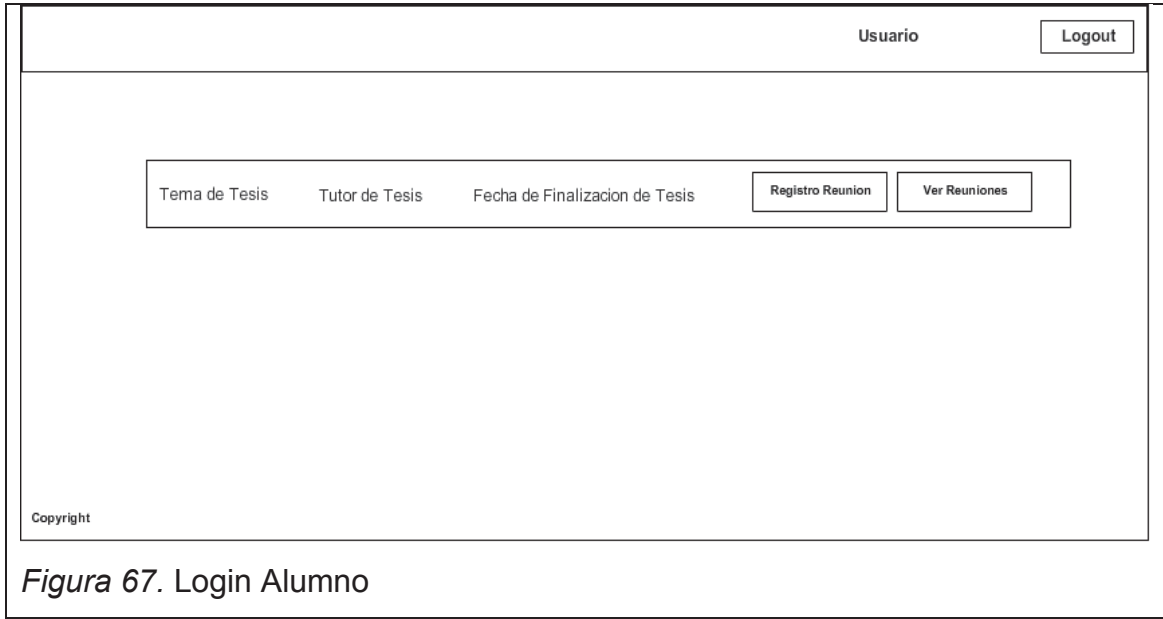 Usuario Logout
Tema de Tesis Tutor de Tesis Fecha de Finalizacion de Tesis Registro Reunion Ver Reuniones
Copyright
Figura 67. Login Alumno